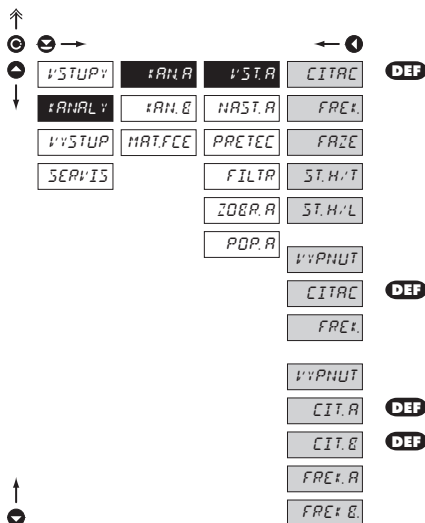 VSTUPY KAN. A VST. A CITAC DEF
KANALY KAN. B NAST. A FREK.
VYSTUP MAT.FCE PRETEC FAZE
SERVIS FILTR ST. H/T
ZOBR. A ST. H/L
POP. A
VYPNUT
CITAC DEF
FREK.
VYPNUT
CIT. A DEF
CIT. B DEF
FREK. A
FREK B.